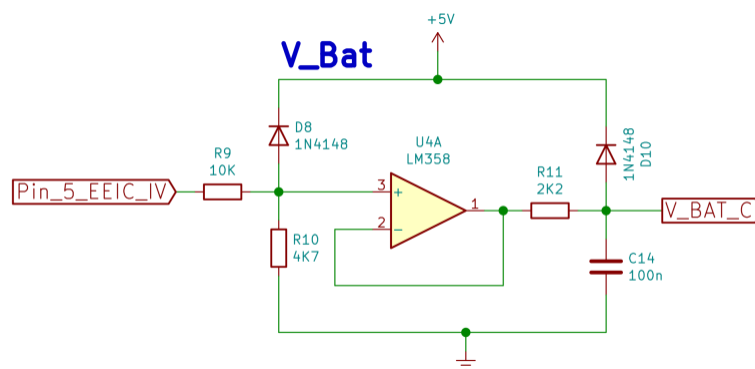 +5V
V_Bat
D8
1N4148
1N4148
D10
U4A
LM358
R9
10K
R11
2K2
Pin_5_EEIC_IV
3
+
1
2
−
V_BAT_C
R10
4K7
C14
100n